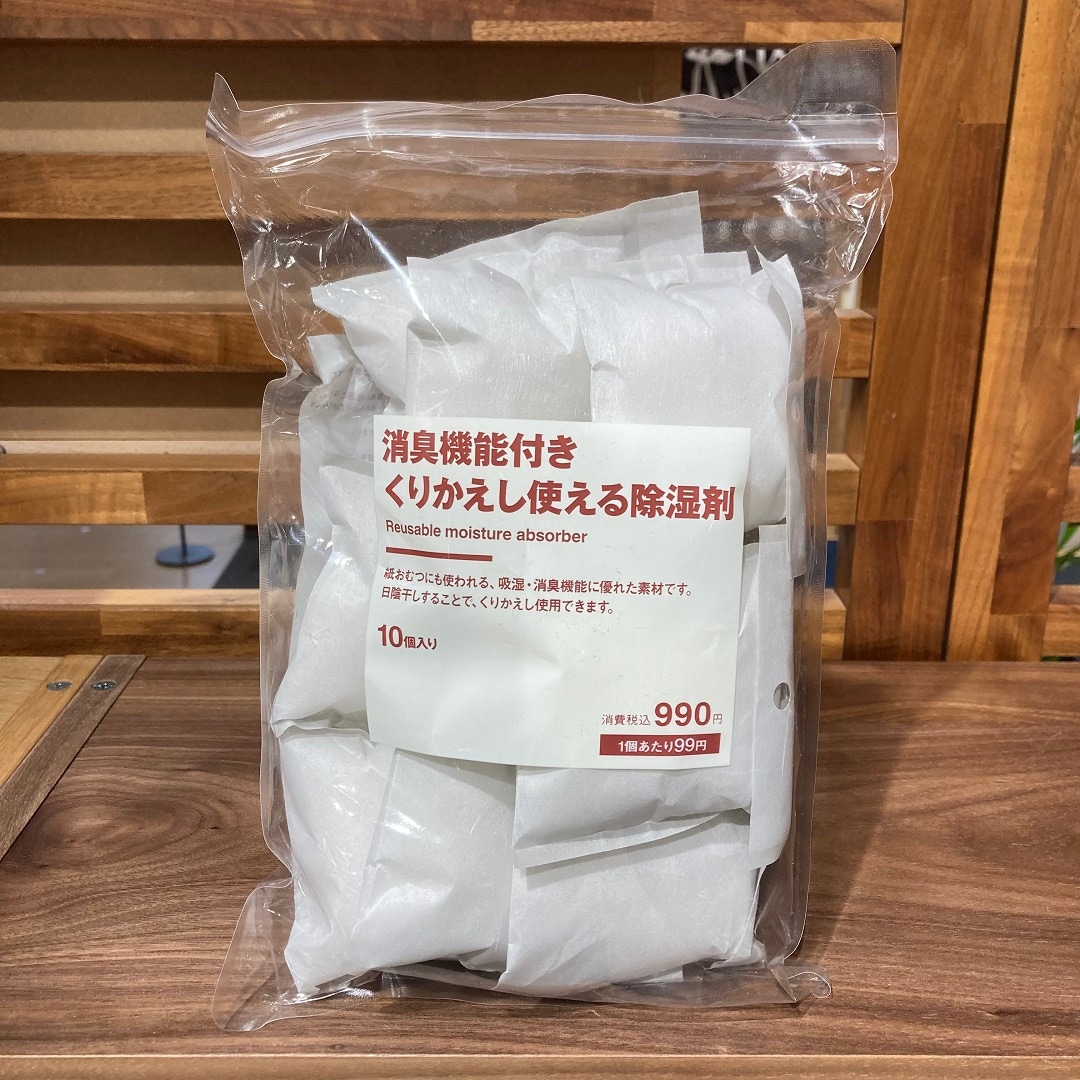 消臭機能付き
くりかえし使える除湿剤
Reusable moisture absorber
紙おむつにも使われる、吸湿・消臭機能に優れた素材です。
日陰干しすることで、くりかえし使用できます。
10個入り
消費税込990円
1個あたり99円